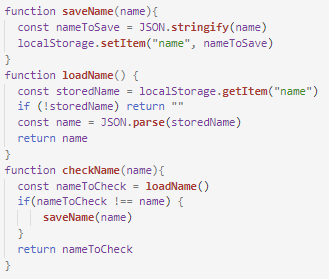 function saveName(name){
  const nameToSave = JSON.stringify(name)
  localStorage.setItem("name", nameToSave)
}
function loadName() {
  const storedName = localStorage.getItem("name")
  if (!storedName) return ""
  const name = JSON.parse(storedName)
  return name
}
function checkName(name){
  const nameToCheck = loadName()
  if(nameToCheck !== name) {
      saveName(name)
  }
  return nameToCheck
}